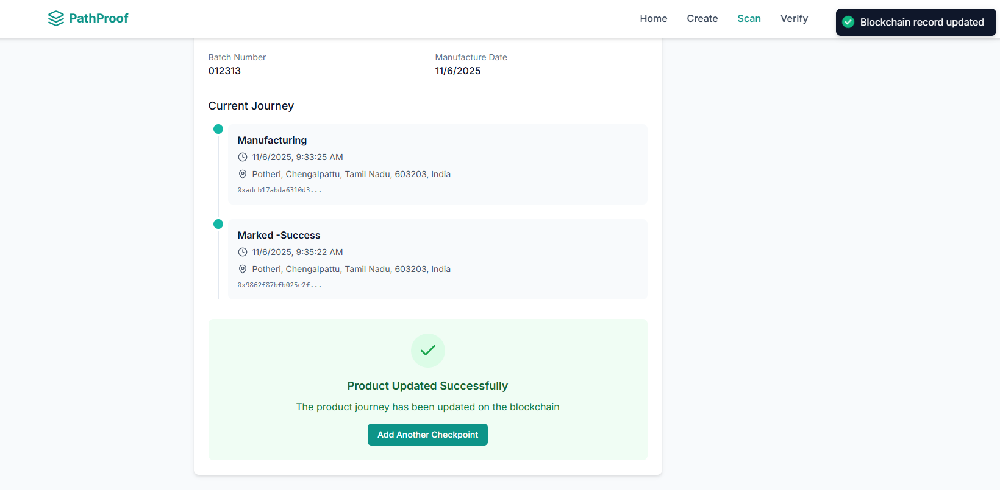 PathProof
Home Create Scan Verify
Blockchain record updated
Batch Number
012313
Manufacture Date
11/6/2025
Current Journey
Manufacturing
11/6/2025, 9:33:25 AM
Potheri, Chengalpattu, Tamil Nadu, 603203, India
0xadcb17abda6310d3...
Marked -Success
11/6/2025, 9:35:22 AM
Potheri, Chengalpattu, Tamil Nadu, 603203, India
0x9862f87bfb025e2f...
Product Updated Successfully
The product journey has been updated on the blockchain
Add Another Checkpoint